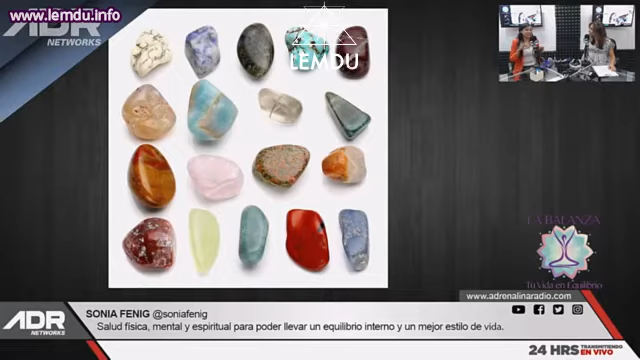 www.lemdu.info
ADR
NETWORKS
LEMDU
LA BALANZA
Tu Vida en Equilibrio
www.adrenalinaradio.com
ADR
NETWORKS
SONIA FENIG @soniafenig
Salud física, mental y espiritual para poder llevar un equilibrio interno y un mejor estilo de vida.
24 HRS TRANSMITIENDO
EN VIVO